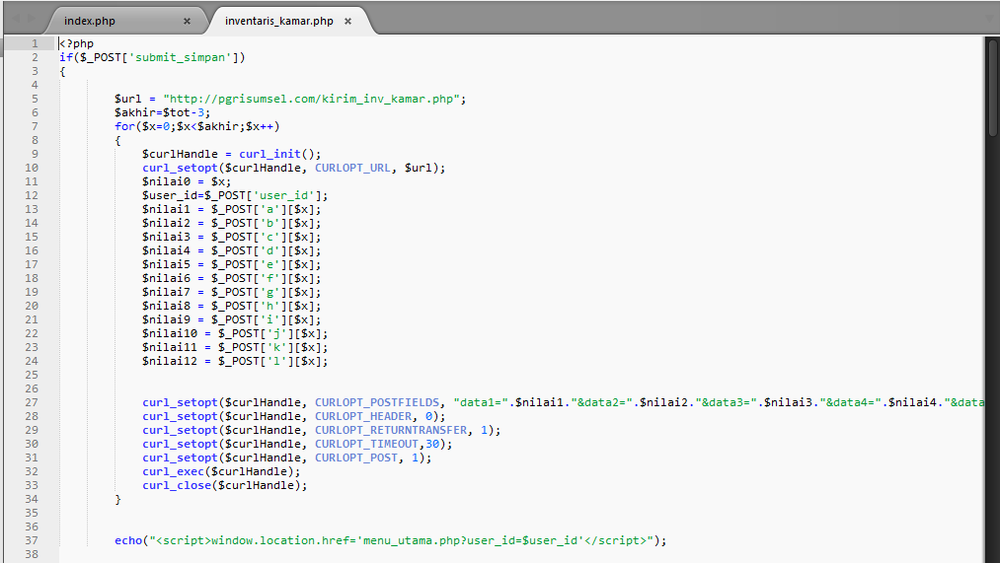 index.php × inventaris_kamar.php ×
1 <?php
2 if($_POST['submit_simpan'])
3 {
4
5 $url = "http://pgrisumsel.com/kirim_inv_kamar.php";
6 $akhir=$tot-3;
7 for($x=0;$x<$akhir;$x++)
8 {
9 $curlHandle = curl_init();
10 curl_setopt($curlHandle, CURLOPT_URL, $url);
11 $nilai0 = $x;
12 $user_id=$_POST['user_id'];
13 $nilai1 = $_POST['a'][$x];
14 $nilai2 = $_POST['b'][$x];
15 $nilai3 = $_POST['c'][$x];
16 $nilai4 = $_POST['d'][$x];
17 $nilai5 = $_POST['e'][$x];
18 $nilai6 = $_POST['f'][$x];
19 $nilai7 = $_POST['g'][$x];
20 $nilai8 = $_POST['h'][$x];
21 $nilai9 = $_POST['i'][$x];
22 $nilai10 = $_POST['j'][$x];
23 $nilai11 = $_POST['k'][$x];
24 $nilai12 = $_POST['l'][$x];
25
26
27 curl_setopt($curlHandle, CURLOPT_POSTFIELDS, "data1=".$nilai1."&data2=".$nilai2."&data3=".$nilai3."&data4=".$nilai4."&data
28 curl_setopt($curlHandle, CURLOPT_HEADER, 0);
29 curl_setopt($curlHandle, CURLOPT_RETURNTRANSFER, 1);
30 curl_setopt($curlHandle, CURLOPT_TIMEOUT,30);
31 curl_setopt($curlHandle, CURLOPT_POST, 1);
32 curl_exec($curlHandle);
33 curl_close($curlHandle);
34 }
35
36
37 echo("<script>window.location.href='menu_utama.php?user_id=$user_id'</script>");
38